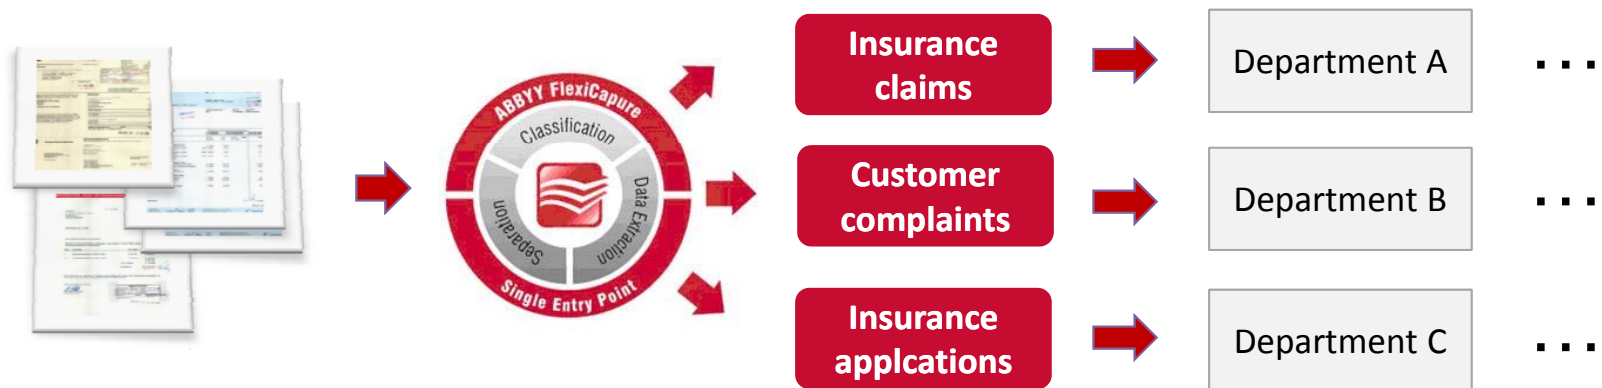 Insurance
claims
Department A
...
ABBYY FlexiCapure
Classification
Data Extraction
Separation
Single Entry Point
Customer
complaints
Department B
...
Insurance
applcations
Department C
...